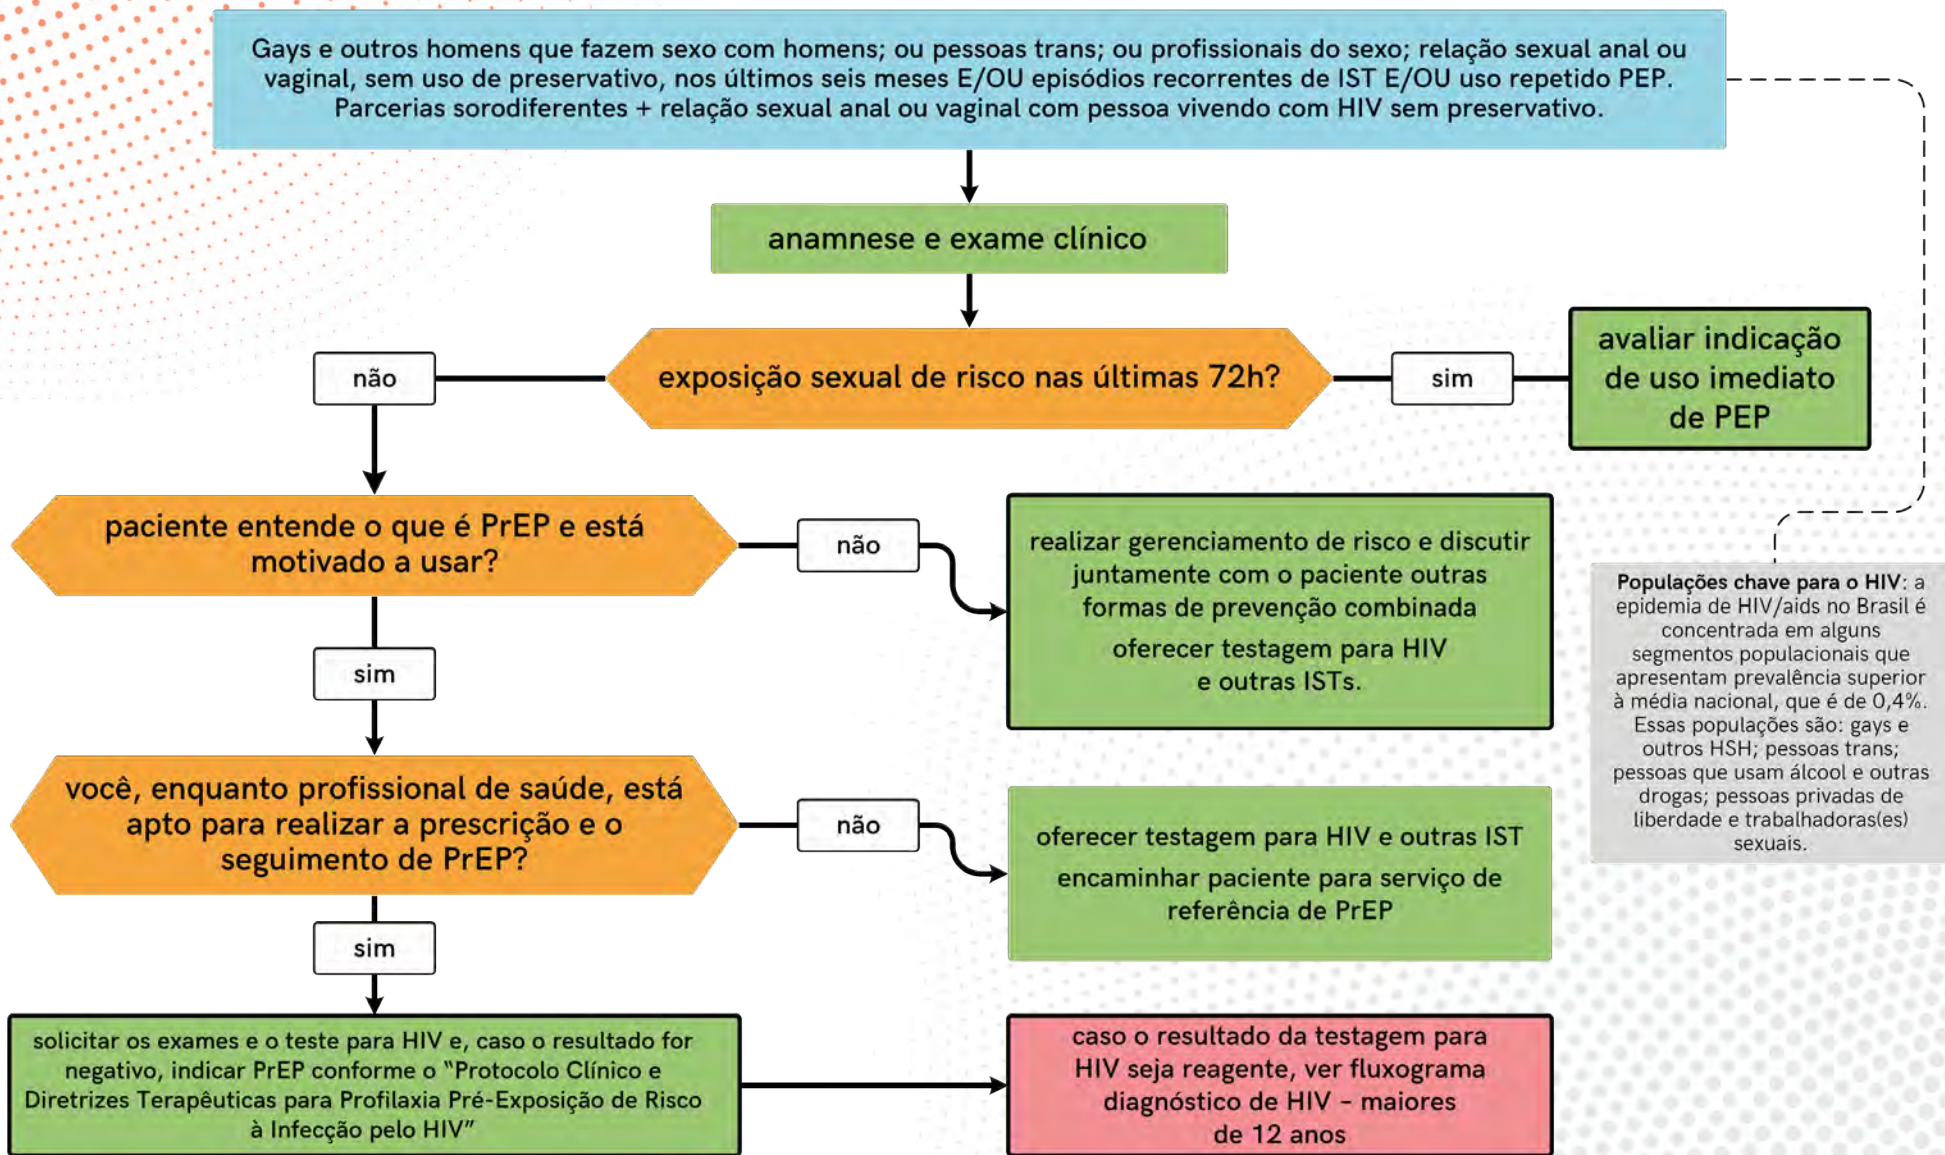 Gays e outros homens que fazem sexo com homens; ou pessoas trans; ou profissionais do sexo; relação sexual anal ou
vaginal, sem uso de preservativo, nos últimos seis meses E/OU episódios recorrentes de IST E/OU uso repetido PEP.
Parcerias sorodiferentes + relação sexual anal ou vaginal com pessoa vivendo com HIV sem preservativo.
anamnese e exame clínico
exposição sexual de risco nas últimas 72h?
não
sim
avaliar indicação
de uso imediato
de PEP
paciente entende o que é PrEP e está
motivado a usar?
não
realizar gerenciamento de risco e discutir
juntamente com o paciente outras
formas de prevenção combinada
oferecer testagem para HIV
e outras ISTs.
sim
você, enquanto profissional de saúde, está
apto para realizar a prescrição e o
seguimento de PrEP?
não
oferecer testagem para HIV e outras IST
encaminhar paciente para serviço de
referência de PrEP
sim
solicitar os exames e o teste para HIV e, caso o resultado for
negativo, indicar PrEP conforme o “Protocolo Clínico e
Diretrizes Terapêuticas para Profilaxia Pré-Exposição de Risco
à Infecção pelo HIV”
caso o resultado da testagem para
HIV seja reagente, ver fluxograma
diagnóstico de HIV – maiores
de 12 anos
Populações chave para o HIV: a
epidemia de HIV/aids no Brasil é
concentrada em alguns
segmentos populacionais que
apresentam prevalência superior
à média nacional, que é de 0,4%.
Essas populações são: gays e
outros HSH; pessoas trans;
pessoas que usam álcool e outras
drogas; pessoas privadas de
liberdade e trabalhadoras(es)
sexuais.